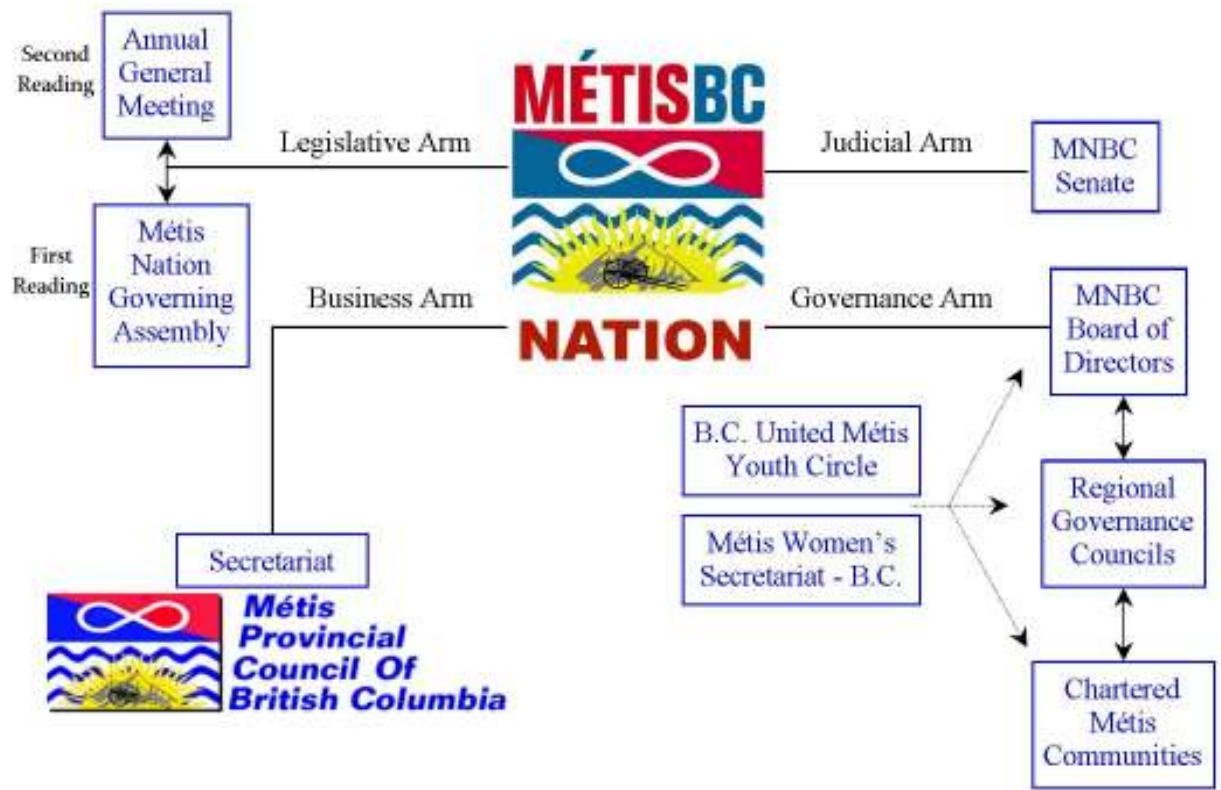 Second
Reading
Annual
General
Meeting
Legislative Arm
MÉTISBC
Judicial Arm
MNBC
Senate
First
Reading
Métis
Nation
Governing
Assembly
Business Arm
NATION
Governance Arm
MNBC
Board of
Directors
B.C. United Métis
Youth Circle
Métis Women's
Secretariat - B.C.
Regional
Governance
Councils
Secretariat
Métis
Provincial
Council Of
British Columbia
Chartered
Métis
Communities